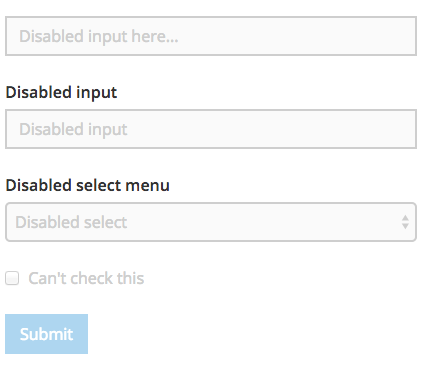 Disabled input here...
Disabled input
Disabled input
Disabled select menu
Disabled select
Can't check this
Submit